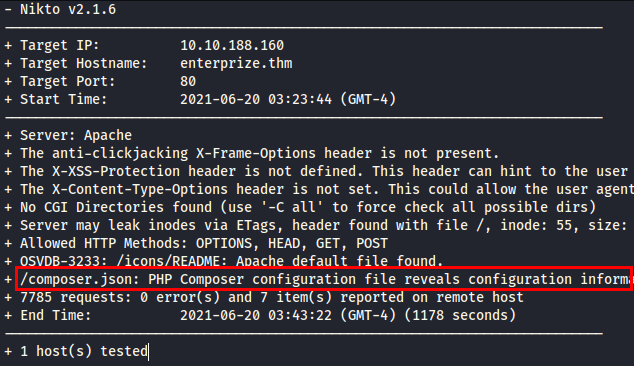 - Nikto v2.1.6
---------------------------------------------------------------------------
+ Target IP:          10.10.188.160
+ Target Hostname:    enterprize.thm
+ Target Port:        80
+ Start Time:         2021-06-20 03:23:44 (GMT-4)
---------------------------------------------------------------------------
+ Server: Apache
+ The anti-clickjacking X-Frame-Options header is not present.
+ The X-XSS-Protection header is not defined. This header can hint to the user
+ The X-Content-Type-Options header is not set. This could allow the user agent
+ No CGI Directories found (use '-C all' to force check all possible dirs)
+ Server may leak inodes via ETags, header found with file /, inode: 55, size:
+ Allowed HTTP Methods: OPTIONS, HEAD, GET, POST
+ OSVDB-3233: /icons/README: Apache default file found.
+ /composer.json: PHP Composer configuration file reveals configuration informa
+ 7785 requests: 0 error(s) and 7 item(s) reported on remote host
+ End Time:           2021-06-20 03:43:22 (GMT-4) (1178 seconds)
---------------------------------------------------------------------------
+ 1 host(s) tested